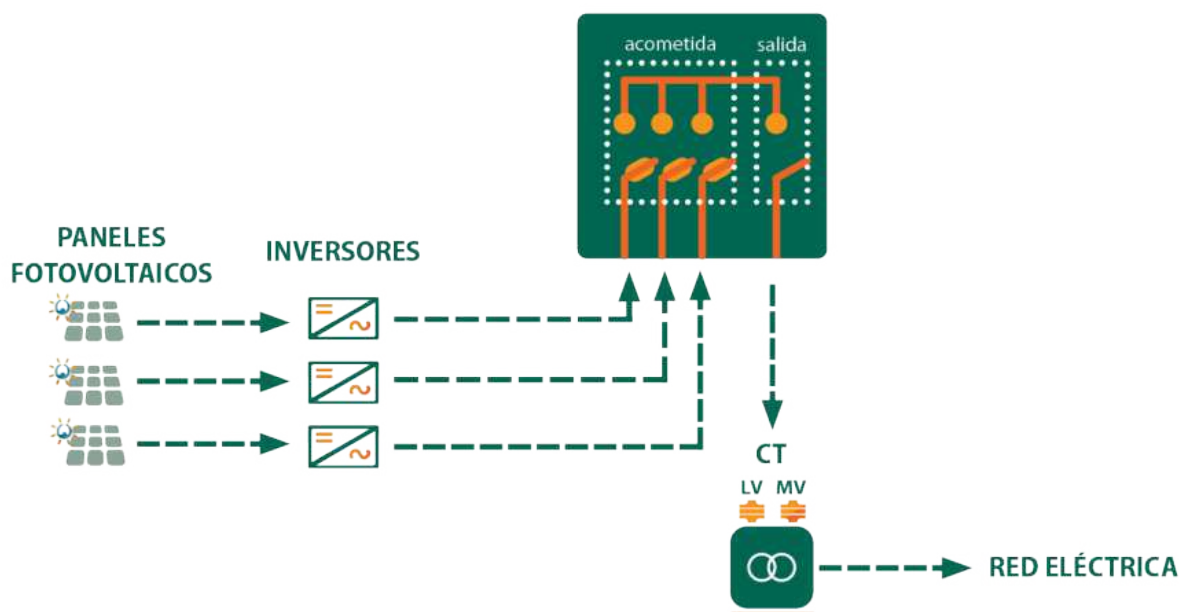 acometida
salida
PANELES
FOTOVOLTAICOS
INVERSORES
CT
LV MV
RED ELÉCTRICA